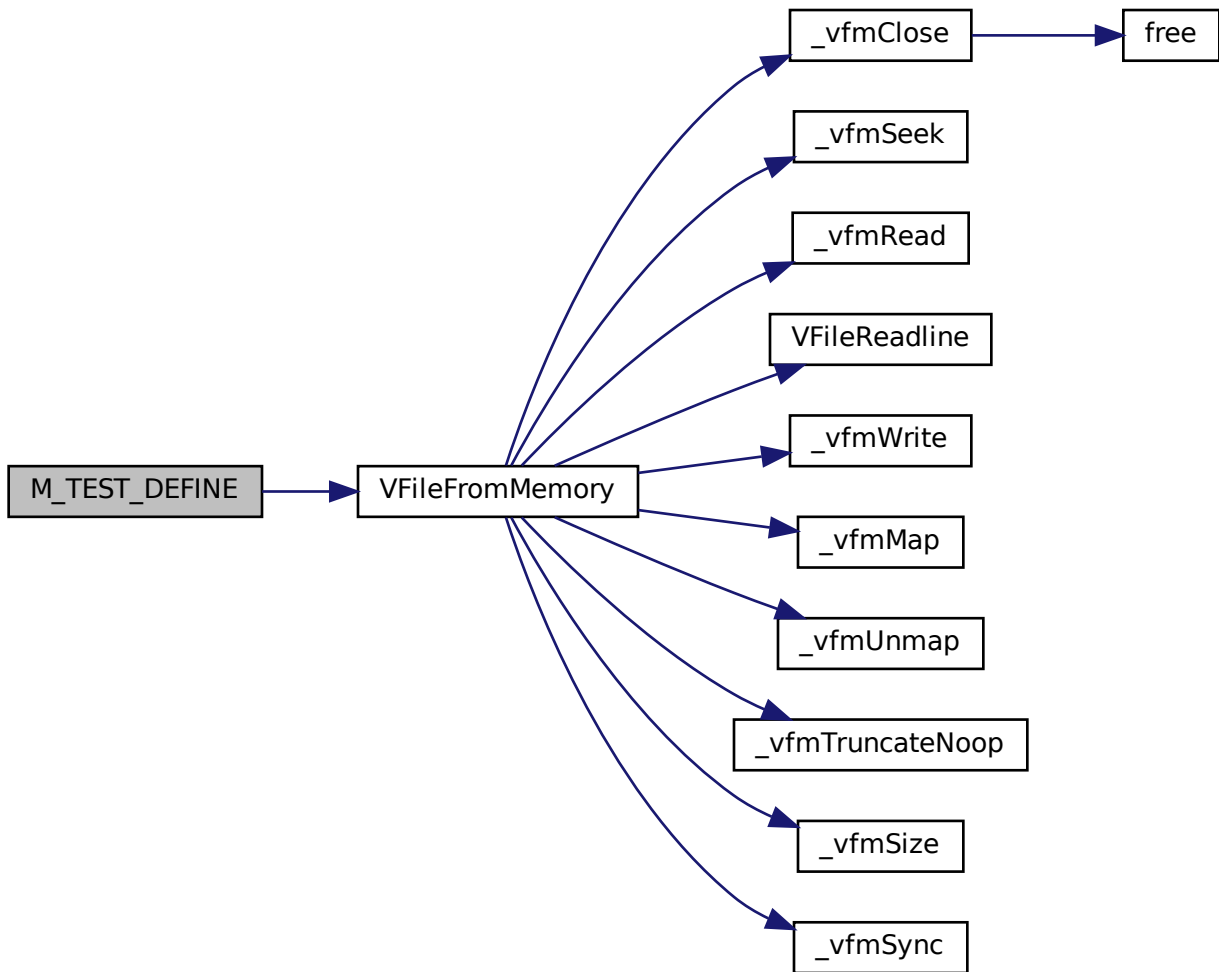 _vfmClose
free
_vfmSeek
_vfmRead
VFileReadline
_vfmWrite
M_TEST_DEFINE
VFileFromMemory
_vfmMap
_vfmUnmap
_vfmTruncateNoop
_vfmSize
_vfmSync